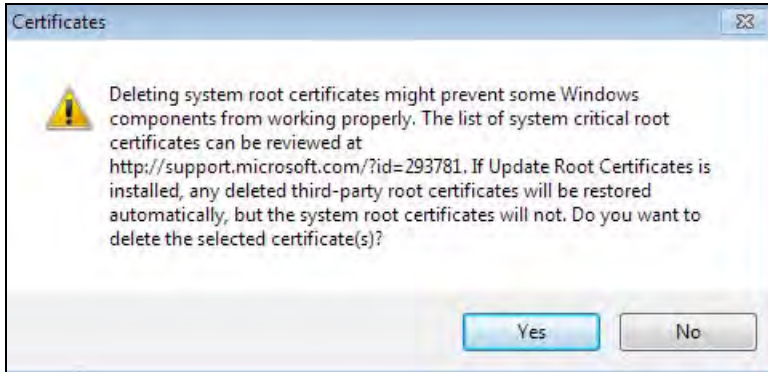 Certificates
Deleting system root certificates might prevent some Windows
components from working properly. The list of system critical root
certificates can be reviewed at
http://support.microsoft.com/?id=293781. If Update Root Certificates is
installed, any deleted third-party root certificates will be restored
automatically, but the system root certificates will not. Do you want to
delete the selected certificate(s)?
Yes
No